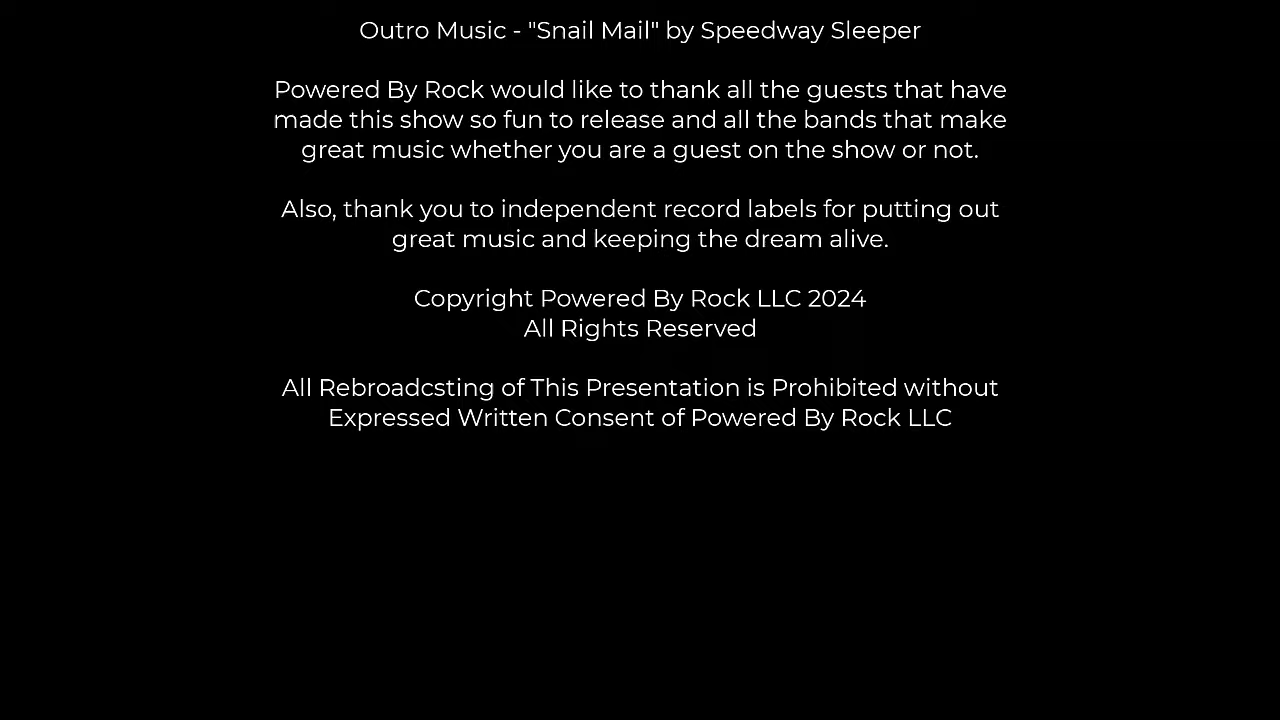 Outro Music - "Snail Mail" by Speedway Sleeper
Powered By Rock would like to thank all the guests that have
made this show so fun to release and all the bands that make
great music whether you are a guest on the show or not.
Also, thank you to independent record labels for putting out
great music and keeping the dream alive.
Copyright Powered By Rock LLC 2024
All Rights Reserved
All Rebroadcsting of This Presentation is Prohibited without
Expressed Written Consent of Powered By Rock LLC